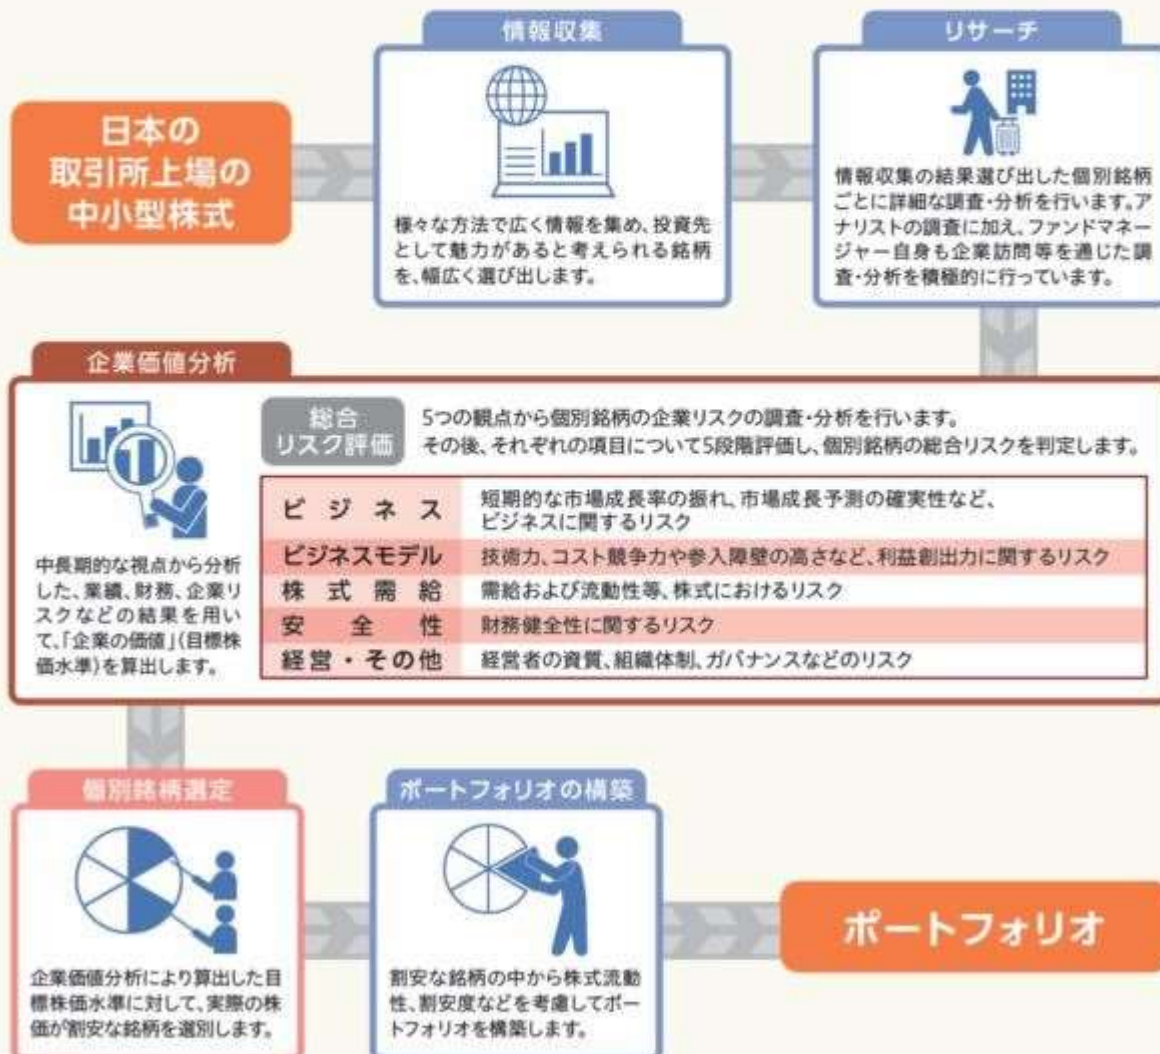 日本の
取引所上場の
中小型株式
情報収集
様々な方法で広く情報を集め、投資先
として魅力があると考えられる銘柄
を、幅広く選び出します。
リサーチ
情報収集の結果選び出した個別銘柄
ごとに詳細な調査・分析を行います。ア
ナリストの調査に加え、ファンドマネー
ジャー自身も企業訪問等を通じた調
査・分析を積極的に行っています。
企業価値分析
1
中長期的な視点から分析
した、業績、財務、企業リ
スクなどの結果を用い
て、「企業の価値」(目標株
価水準)を算出します。
総合
リスク評価
5つの観点から個別銘柄の企業リスクの調査・分析を行います。
その後、それぞれの項目について5段階評価し、個別銘柄の総合リスクを判定します。
ビジネス
短期的な市場成長率の振れ、市場成長予測の確実性など、
ビジネスに関するリスク
ビジネスモデル
技術力、コスト競争力や参入障壁の高さなど、利益創出力に関するリスク
株式需給
需給および流動性等、株式におけるリスク
安全性
財務健全性に関するリスク
経営・その他
経営者の資質、組織体制、ガバナンスなどのリスク
個別銘柄選定
企業価値分析により算出した目
標株価水準に対して、実際の株
価が割安な銘柄を選別します。
ポートフォリオの構築
割安な銘柄の中から株式流動
性、割安度などを考慮してポー
トフォリオを構築します。
ポートフォリオ